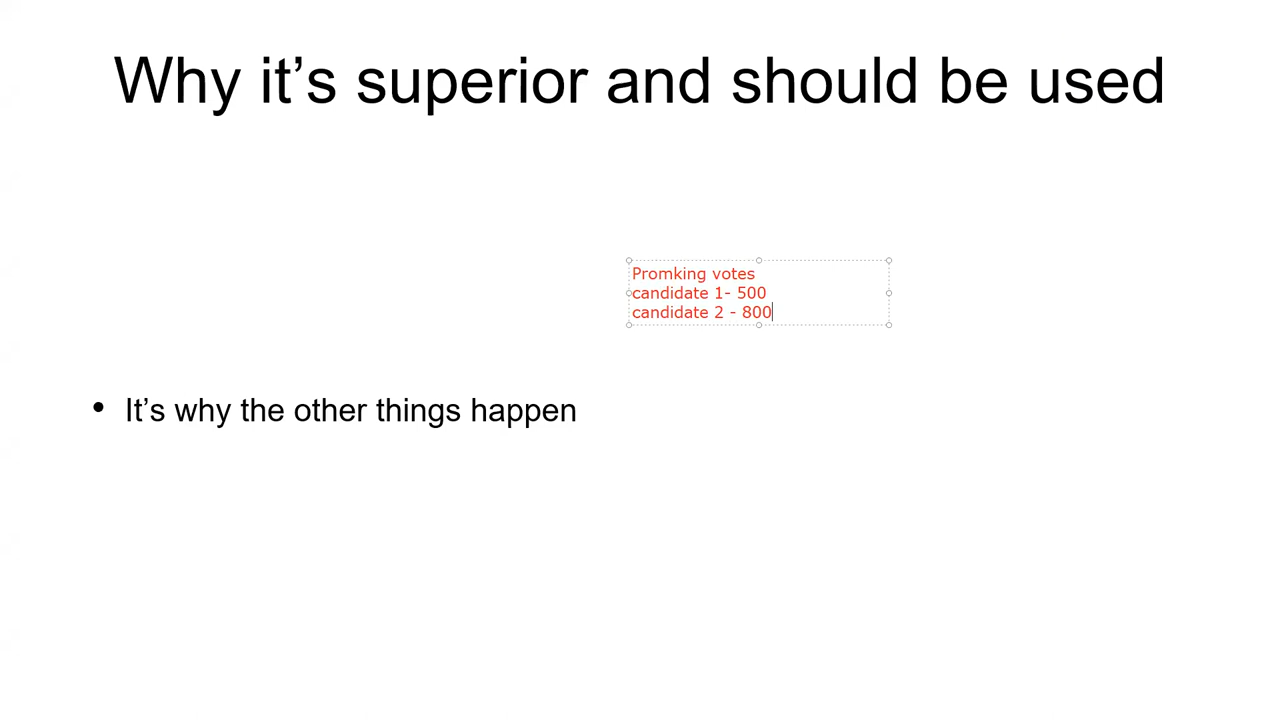 Why it’s superior and should be used
Promking votes
candidate 1- 500
candidate 2 - 800
• It’s why the other things happen